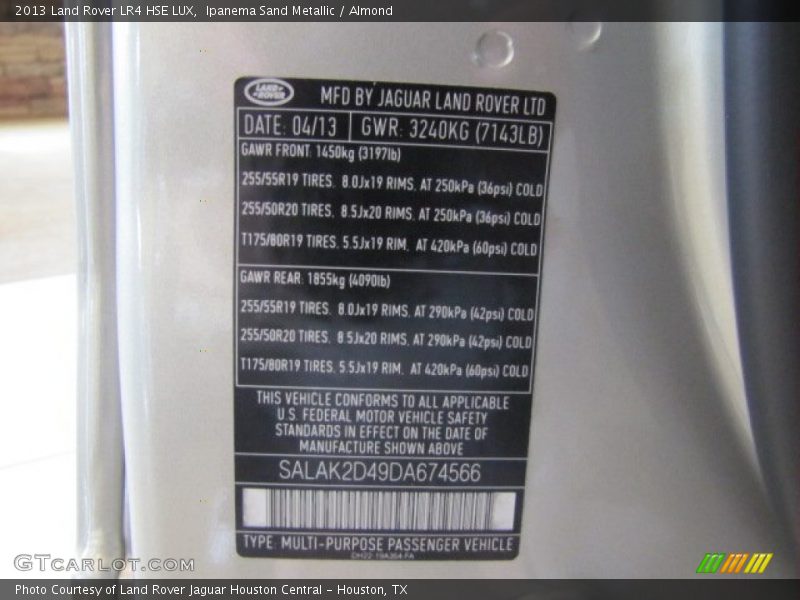 2013 Land Rover LR4 HSE LUX,  Ipanema Sand Metallic / Almond
LAND ROVER
MFD BY JAGUAR LAND ROVER LTD
DATE: 04/13 GWR: 3240KG (7143LB)
GAWR FRONT 1450kg (3197lb)
255/55R19 TIRES. 8.0Jx19 RIMS. AT 250kPa (36psi) COLD
255/50R20 TIRES. 8.5Jx20 RIMS. AT 250kPa (36psi) COLD
T175/80R19 TIRES. 5.5Jx19 RIM. AT 420kPa (60psi) COLD
GAWR REAR: 1855kg (4090lb)
255/55R19 TIRES. 8.0Jx19 RIMS. AT 290kPa (42psi) COLD
255/50R20 TIRES. 8.5Jx20 RIMS. AT 290kPa (42psi) COLD
T175/80R19 TIRES. 5.5Jx19 RIM. AT 420kPa (60psi) COLD
THIS VEHICLE CONFORMS TO ALL APPLICABLE
U.S. FEDERAL MOTOR VEHICLE SAFETY
STANDARDS IN EFFECT ON THE DATE OF
MANUFACTURE SHOWN ABOVE
SALAK2D49DA674566
TYPE: MULTI-PURPOSE PASSENGER VEHICLE
GTCarlot.com
Photo Courtesy of Land Rover Jaguar Houston Central – Houston, TX